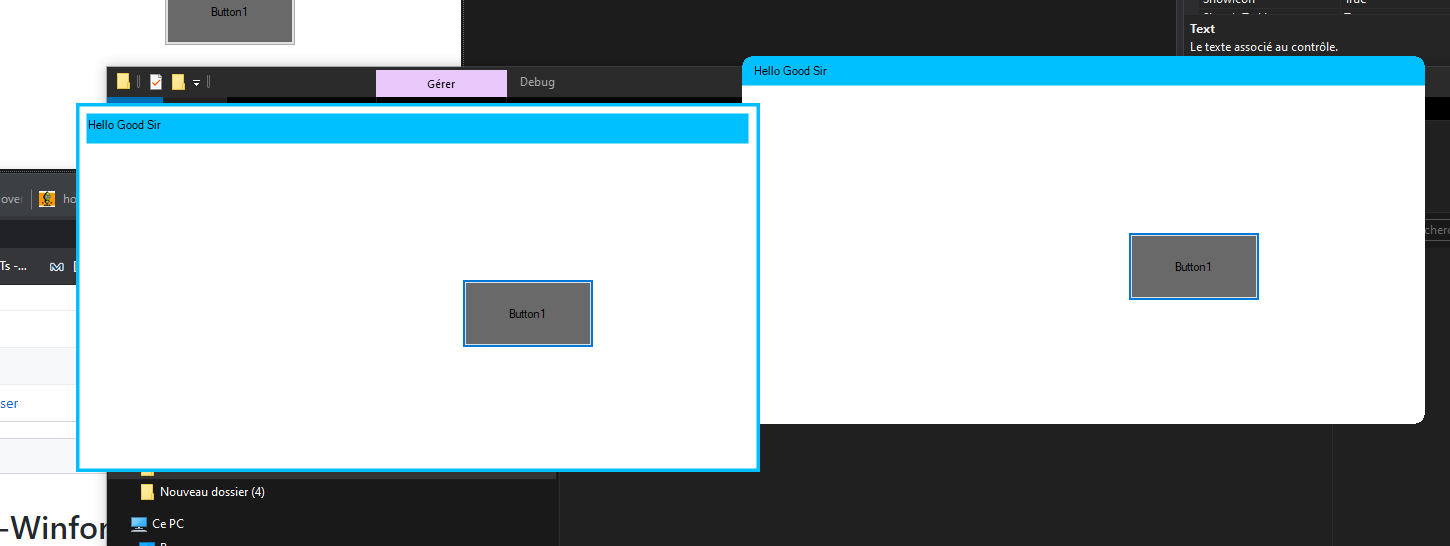 Button1
ShowIcon
True
Text
Le texte associé au contrôle.
Gérer
Debug
Hello Good Sir
Hello Good Sir
ove
ho
Ts -...
cherc
Button1
Button1
ser
Nouveau dossier (4)
-Winfor
Ce PC